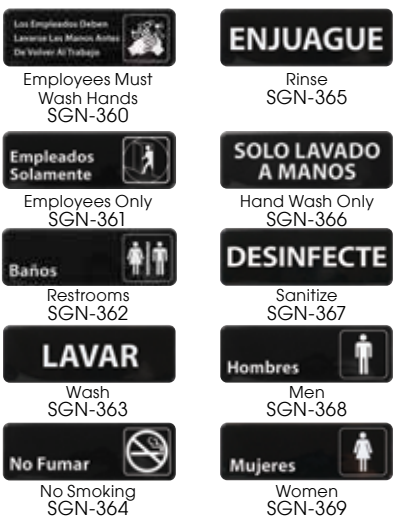 Los Empleados Deben
Lavarse Las Manos Antes
De Volver Al Trabajo
Employees Must
Wash Hands
SGN-360
ENJUAGUE
Rinse
SGN-365
Empleados
Solamente
Employees Only
SGN-361
SOLO LAVADO
A MANOS
Hand Wash Only
SGN-366
Baños
Restrooms
SGN-362
DESINFECTE
Sanitize
SGN-367
LAVAR
Wash
SGN-363
Hombres
Men
SGN-368
No Fumar
No Smoking
SGN-364
Mujeres
Women
SGN-369